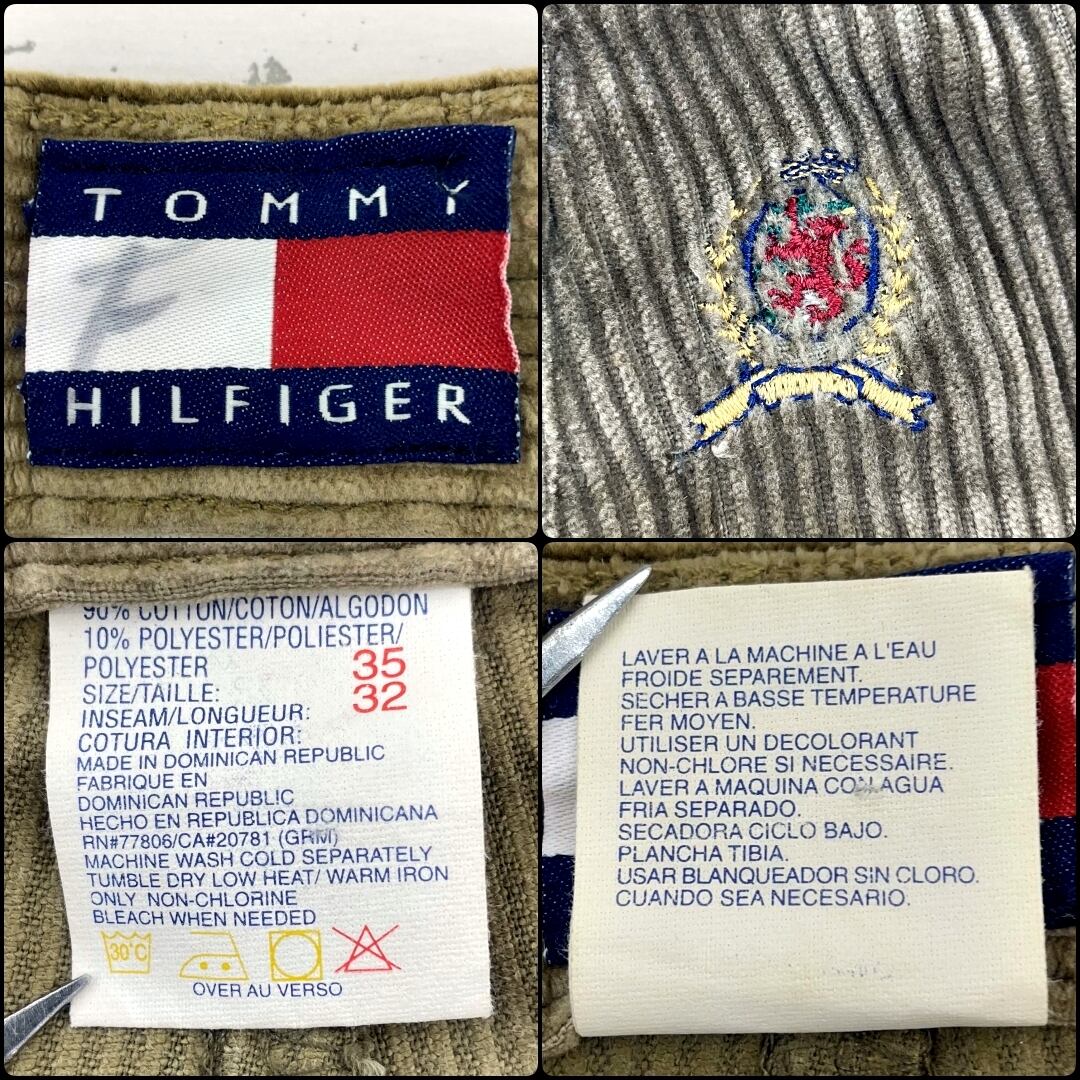 TOMMY
HILFIGER
90% COTTON/COTON/ALGODON
10% POLYESTER/POLIESTER/
POLYESTER 35
SIZE/TAILLE: 32
INSEAM/LONGUEUR:
COTURA INTERIOR:
MADE IN DOMINICAN REPUBLIC
FABRIQUE EN
DOMINICAN REPUBLIC
HECHO EN REPUBLICA DOMINICANA
RN#77806/CA#20781 (GRM)
MACHINE WASH COLD SEPARATELY
TUMBLE DRY LOW HEAT/ WARM IRON
ONLY NON-CHLORINE
BLEACH WHEN NEEDED
30°C
OVER AU VERSO
LAVER A LA MACHINE A L'EAU
FROIDE SEPAREMENT.
SECHER A BASSE TEMPERATURE
FER MOYEN.
UTILISER UN DECOLORANT
NON-CHLORE SI NECESSAIRE.
LAVER A MAQUINA CON AGUA
FRIA SEPARADO.
SECADORA CICLO BAJO.
PLANCHA TIBIA.
USAR BLANQUEADOR SIN CLORO.
CUANDO SEA NECESARIO.